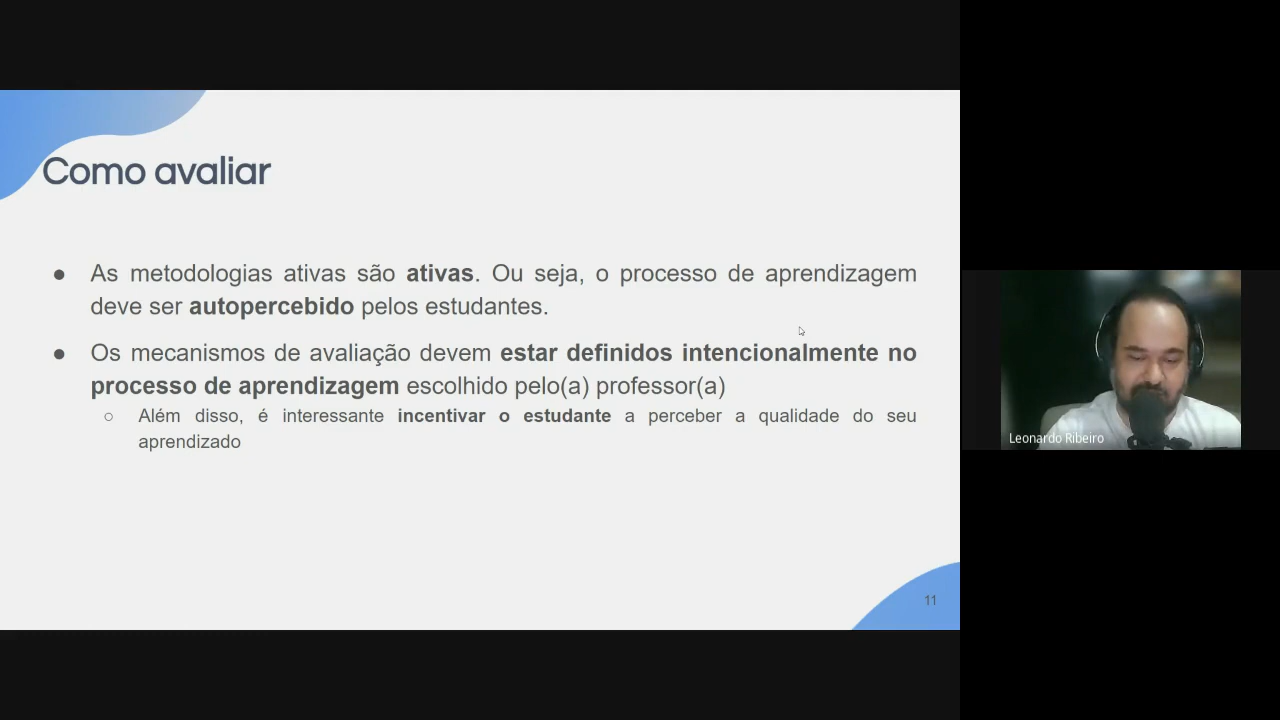 Como avaliar
● As metodologias ativas são ativas. Ou seja, o processo de aprendizagem
deve ser autopercebido pelos estudantes.
● Os mecanismos de avaliação devem estar definidos intencionalmente no
processo de aprendizagem escolhido pelo(a) professor(a)
○ Além disso, é interessante incentivar o estudante a perceber a qualidade do seu
aprendizado
11
Leonardo Ribeiro